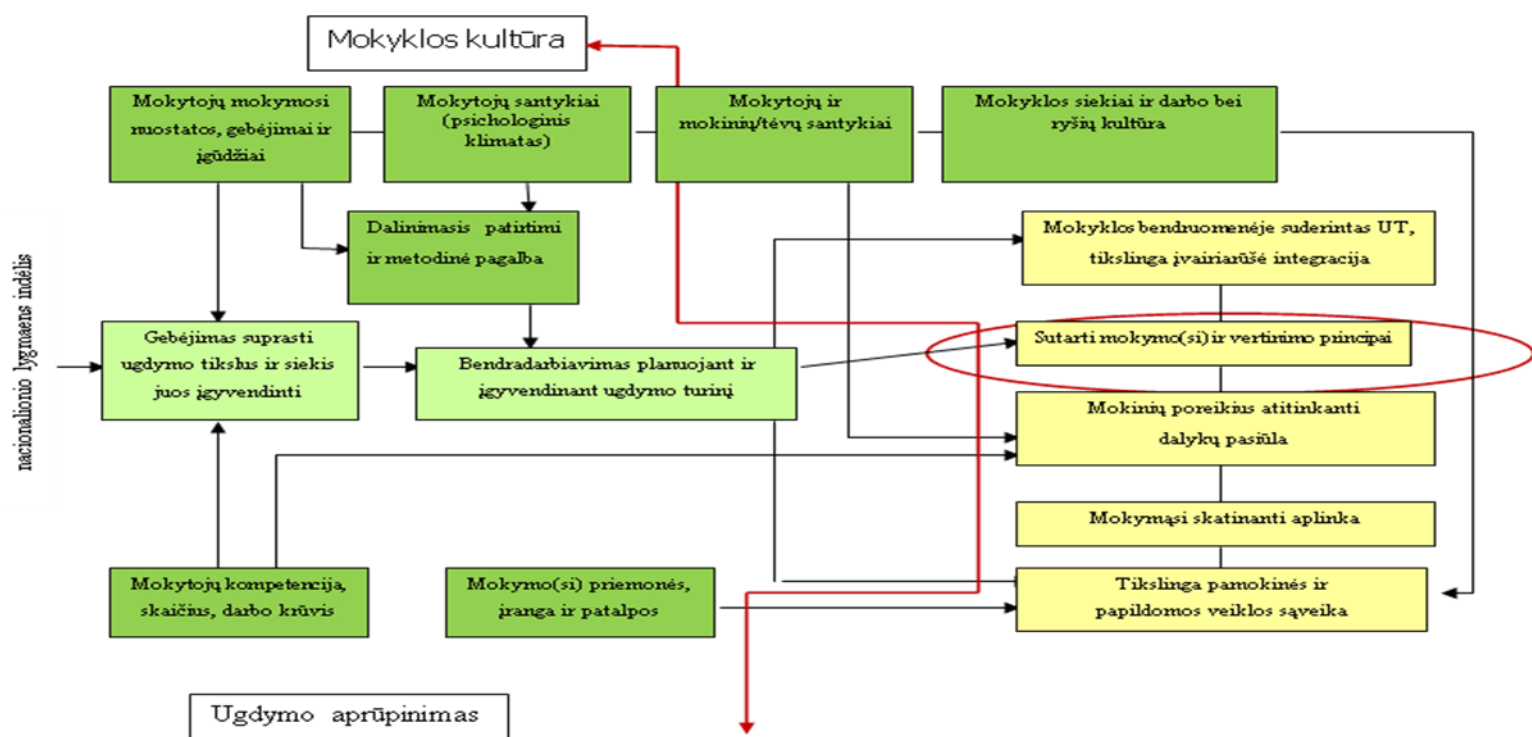 Mokyklos kultūra
Mokytojų mokymosi
nuostatos, gebėjimai ir
įgūdžiai
Mokytojų santykiai
(psichologinis
klimatas)
Mokytojų ir
mokinių/tėvų santykiai
Mokyklos siekiai ir darbo bei
ryšių kultūra
Dalinimasis patirtimi
ir metodinė pagalba
Mokyklos bendruomenėje suderintas UT,
tikslinga įvairiarūšė integracija
nacionalionio lygmaens indėlis
Gebėjimas suprasti
ugdymo tikslus ir siekis
juos įgyvendinti
Bendradarbiavimas planuojant ir
įgyvendinant ugdymo turinį
Sutarti mokymo(si) ir vertinimo principai
Mokinių poreikius atitinkanti
dalykų pasiūla
Mokymąsi skatinanti aplinka
Mokytojų kompetencija,
skaičius, darbo krūvis
Mokymo(si) priemonės,
įranga ir patalpos
Tikslinga pamokinės ir
papildomos veiklos sąveika
Ugdymo aprūpinimas